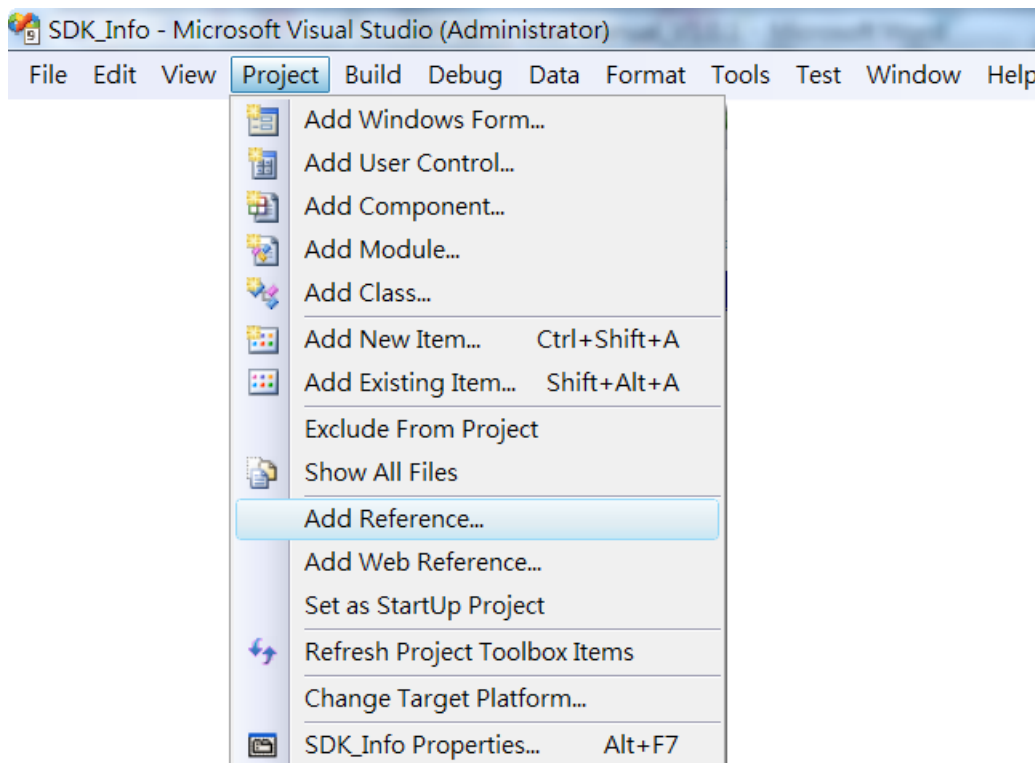 SDK_Info - Microsoft Visual Studio (Administrator)
File Edit View Project Build Debug Data Format Tools Test Window Help
Add Windows Form...
Add User Control...
Add Component...
Add Module...
Add Class...
Add New Item... Ctrl+Shift+A
Add Existing Item... Shift+Alt+A
Exclude From Project
Show All Files
Add Reference...
Add Web Reference...
Set as StartUp Project
Refresh Project Toolbox Items
Change Target Platform...
SDK_Info Properties... Alt+F7